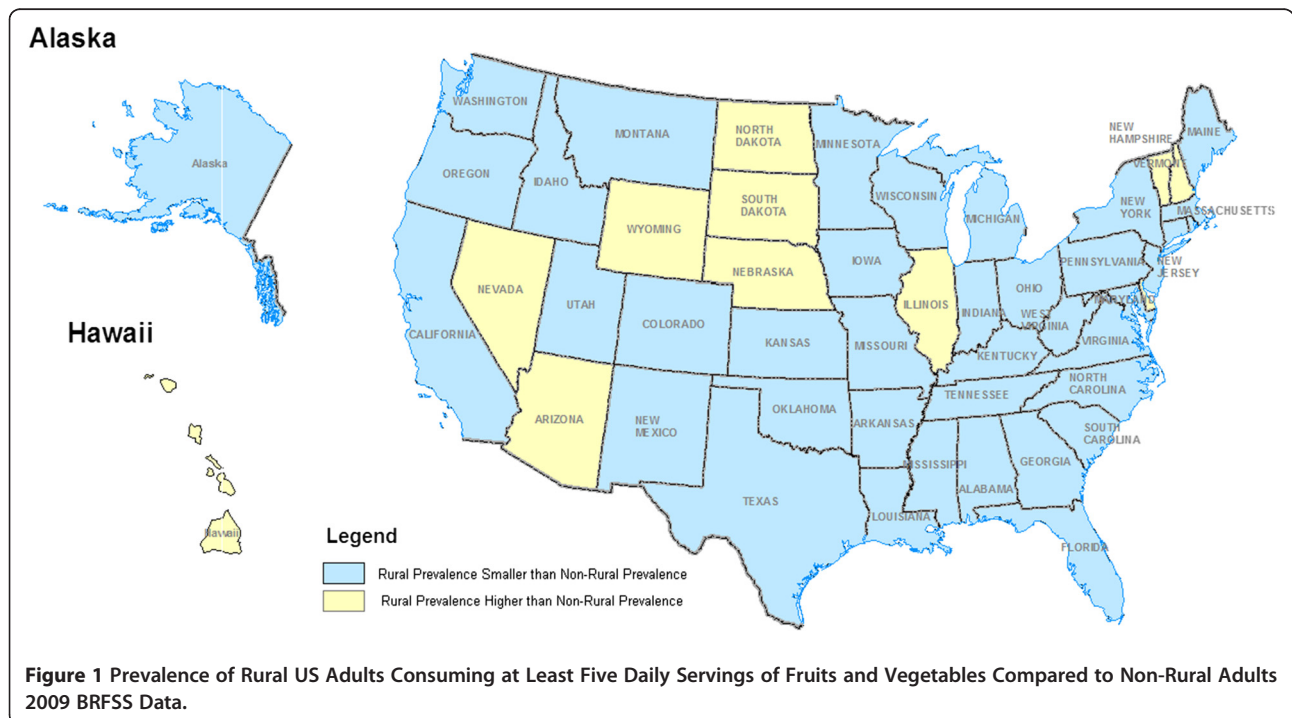 Alaska
WASHINGTON
MONTANA
NORTH
DAKOTA
MINNESOTA
NEW
HAMPSHIRE
MAINE
VERMONT
Alaska
OREGON
IDAHO
SOUTH
DAKOTA
WISCONSIN
MICHIGAN
NEW
YORK
MASSACHUSETTS
WYOMING
IOWA
PENNSYLVANIA
NEW
JERSEY
NEBRASKA
OHIO
NEVADA
UTAH
ILLINOIS
INDIANA
MARYLAND
WEST
VIRGINIA
Hawaii
CALIFORNIA
COLORADO
KANSAS
MISSOURI
VIRGINIA
KENTUCKY
NORTH
CAROLINA
TENNESSEE
ARIZONA
NEW
MEXICO
OKLAHOMA
ARKANSAS
SOUTH
CAROLINA
MISSISSIPPI
GEORGIA
ALABAMA
TEXAS
LOUISIANA
FLORIDA
Hawaii
Legend
Rural Prevalence Smaller than Non-Rural Prevalence
Rural Prevalence Higher than Non-Rural Prevalence
Figure 1 Prevalence of Rural US Adults Consuming at Least Five Daily Servings of Fruits and Vegetables Compared to Non-Rural Adults
2009 BRFSS Data.